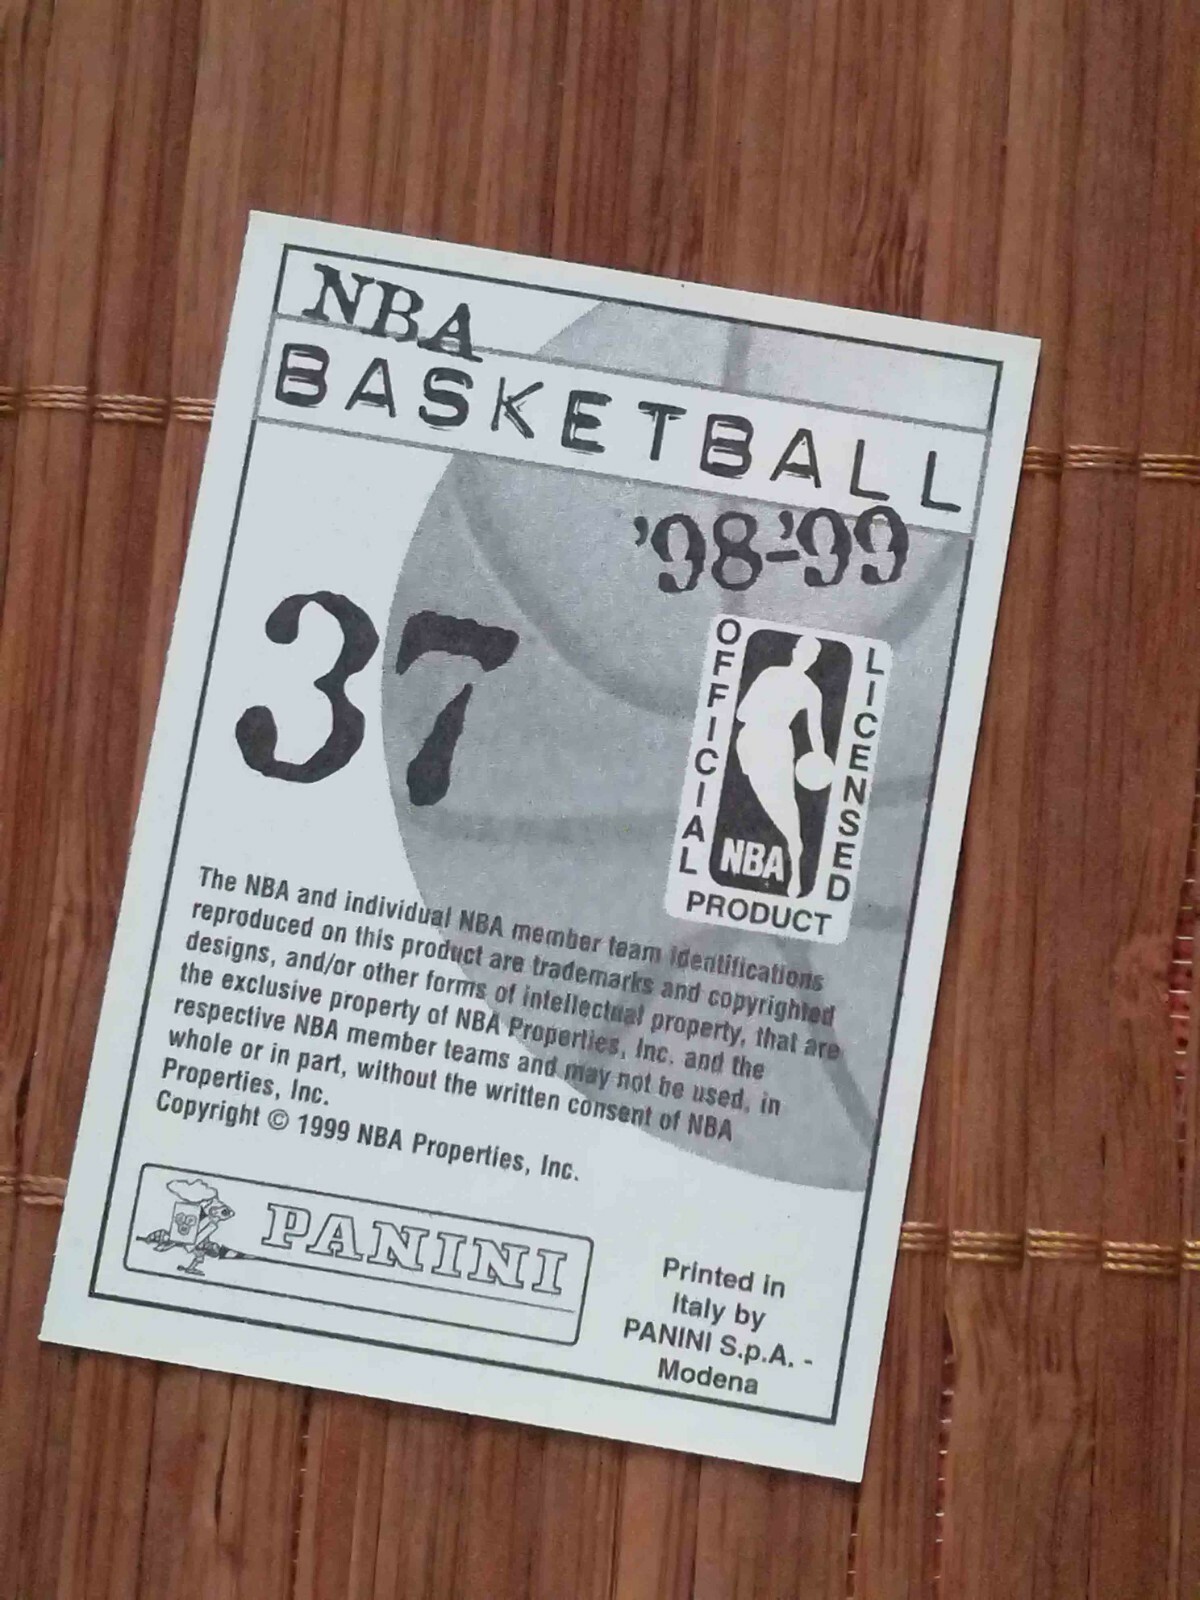 NBA
BASKETBALL
'98-'99
37
OFFICIAL
LICENSED
NBA
PRODUCT
The NBA and individual NBA member team identifications
reproduced on this product are trademarks and copyrighted
designs, and/or other forms of intellectual property, that are
the exclusive property of NBA Properties, Inc. and the
respective NBA member teams and may not be used, in
whole or in part, without the written consent of NBA
Properties, Inc.
Copyright © 1999 NBA Properties, Inc.
PANINI
Printed in
Italy by
PANINI S.p.A. -
Modena